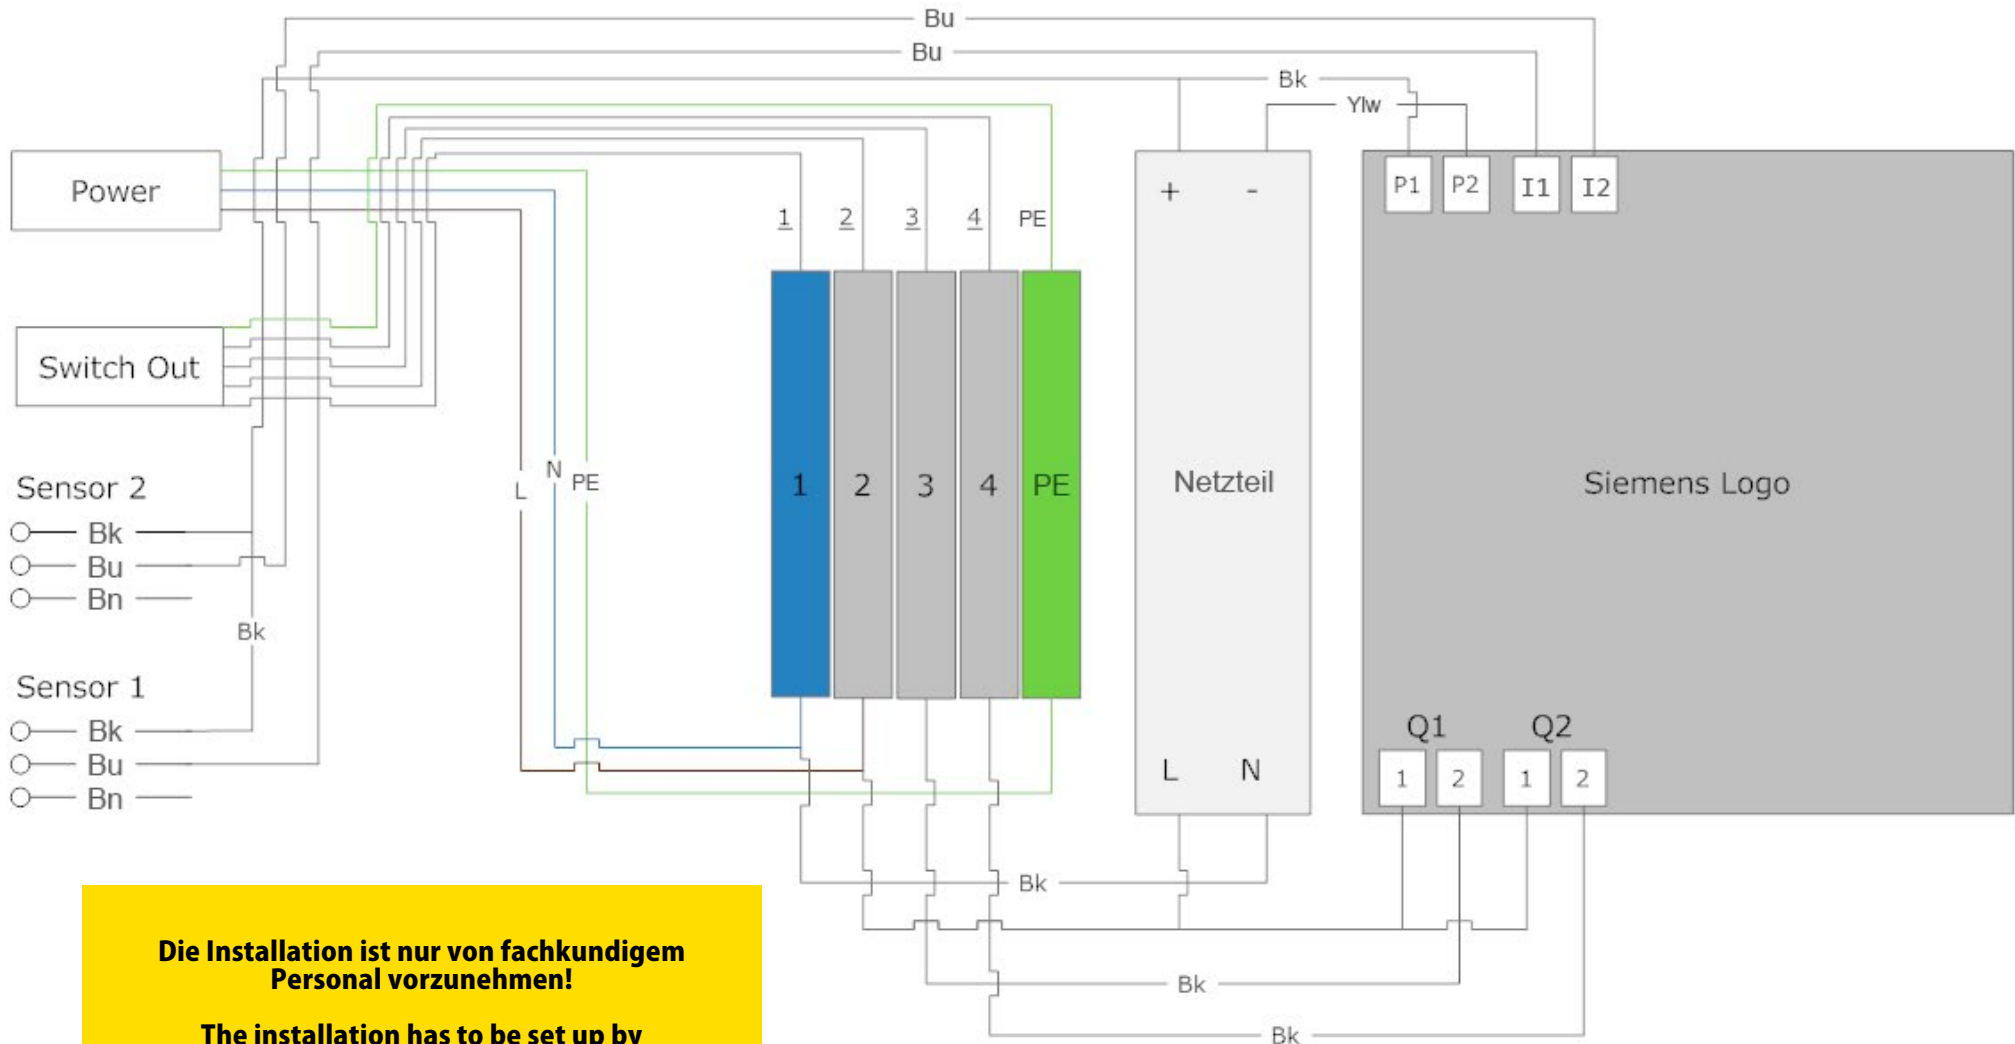 Bu
Bu
Bk
Ylw
Power
+ -
P1 P2 I1 I2
1 2 3 4 PE
Switch Out
L N PE
1 2 3 4 PE
Netzteil
Siemens Logo
Sensor 2
Bk
Bu
Bn
Bk
Sensor 1
Bk
Bu
Bn
L N
Q1 Q2
1 2 1 2
Bk
Bk
Bk
Die Installation ist nur von fachkundigem
Personal vorzunehmen!
The installation has to be set up by